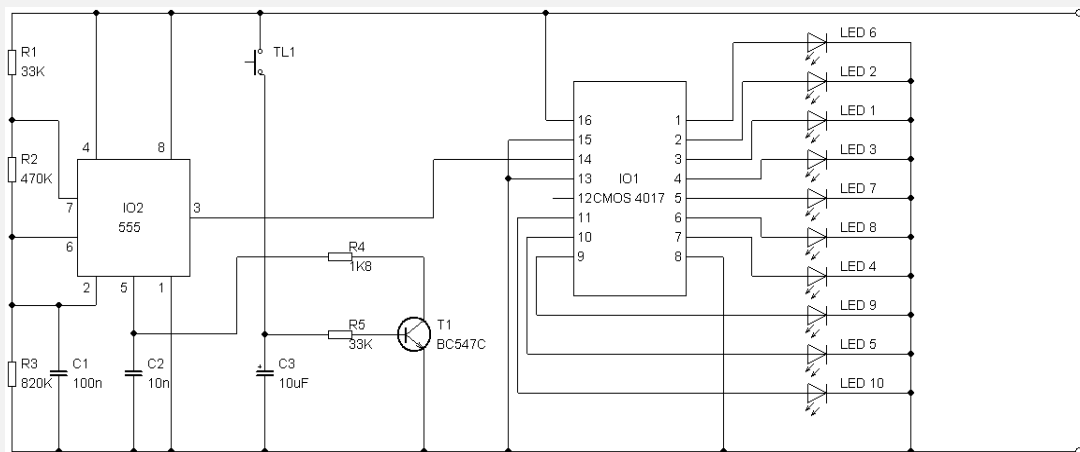 R1
33K
R2
470K
R3
820K
4
8
7
6
3
2
5
1
IO2
555
C1
100n
C2
10n
TL1
C3
10uF
R4
1K8
R5
33K
T1
BC547C
16
15
14
13
12
11
10
9
IO1
CMOS 4017
1
2
3
4
5
6
7
8
LED 6
LED 2
LED 1
LED 3
LED 7
LED 8
LED 4
LED 9
LED 5
LED 10